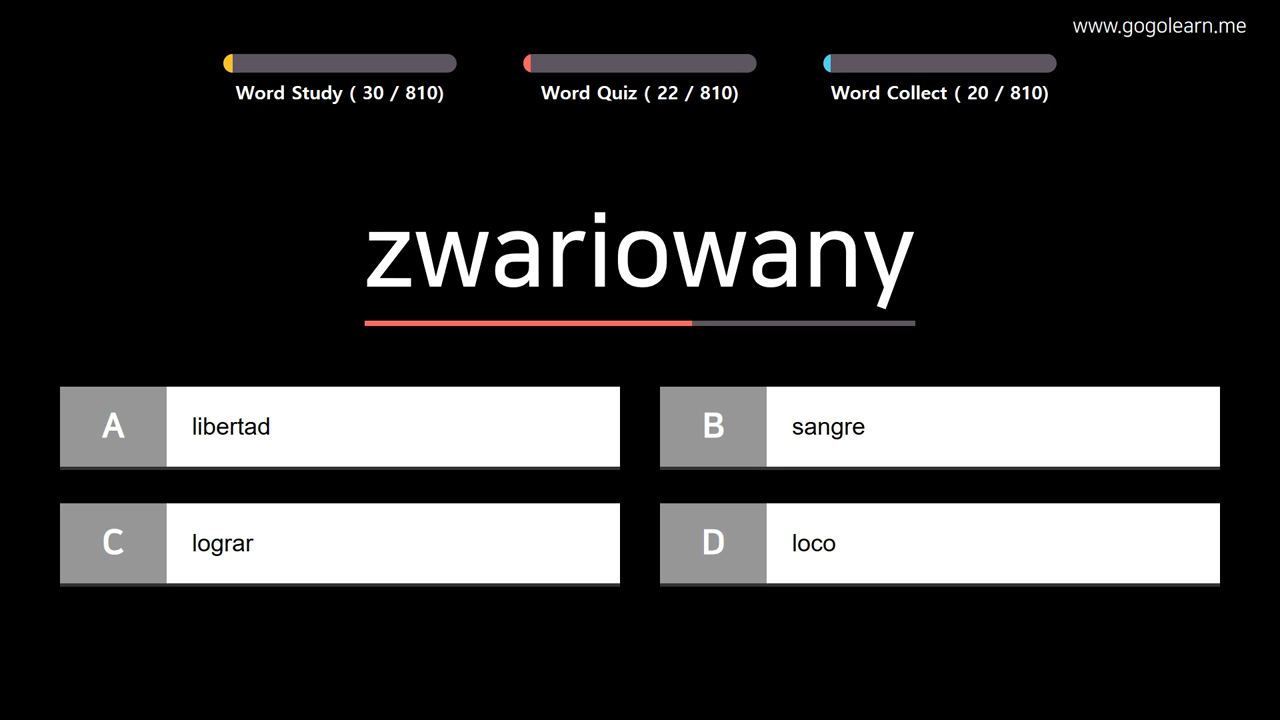 www.gogolearn.me
Word Study ( 30 / 810)
Word Quiz ( 22 / 810)
Word Collect ( 20 / 810)
zwariowany
A libertad
B sangre
C lograr
D loco